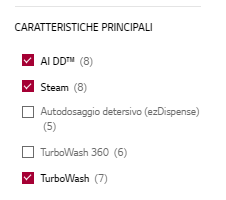 CARATTERISTICHE PRINCIPALI
AI DD™ (8)
Steam (8)
Autodosaggio detersivo (ezDispense)
(5)
TurboWash 360 (6)
TurboWash (7)